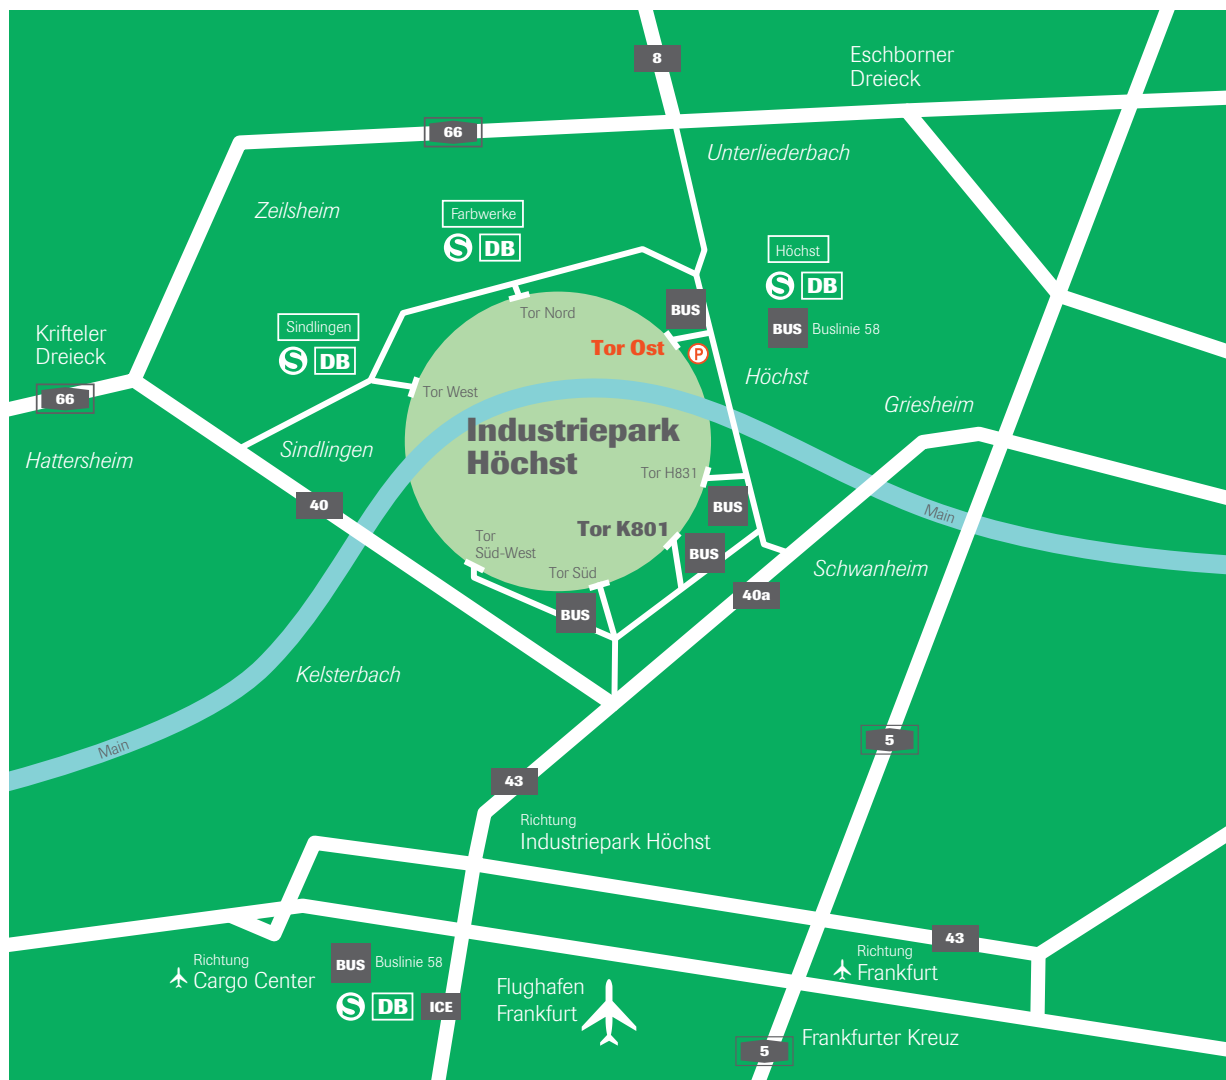 8
Eschborner
Dreieck
66
Unterliederbach
Zeilsheim
Farbwerke
S DB
Höchst
S DB
BUS Buslinie 58
BUS
Tor Nord
Sindlingen
S DB
Krifteler
Dreieck
Tor Ost
P
Höchst
66
Tor West
Griesheim
Industriepark
Höchst
Hattersheim
Sindlingen
Tor H831
40
BUS
Main
Tor K801
Tor
Süd-West
BUS
Tor Süd
Schwanheim
40a
BUS
Kelsterbach
Main
5
43
Richtung
Industriepark Höchst
43
Richtung
Frankfurt
Richtung
Cargo Center
BUS Buslinie 58
S DB ICE
Flughafen
Frankfurt
Frankfurter Kreuz
5